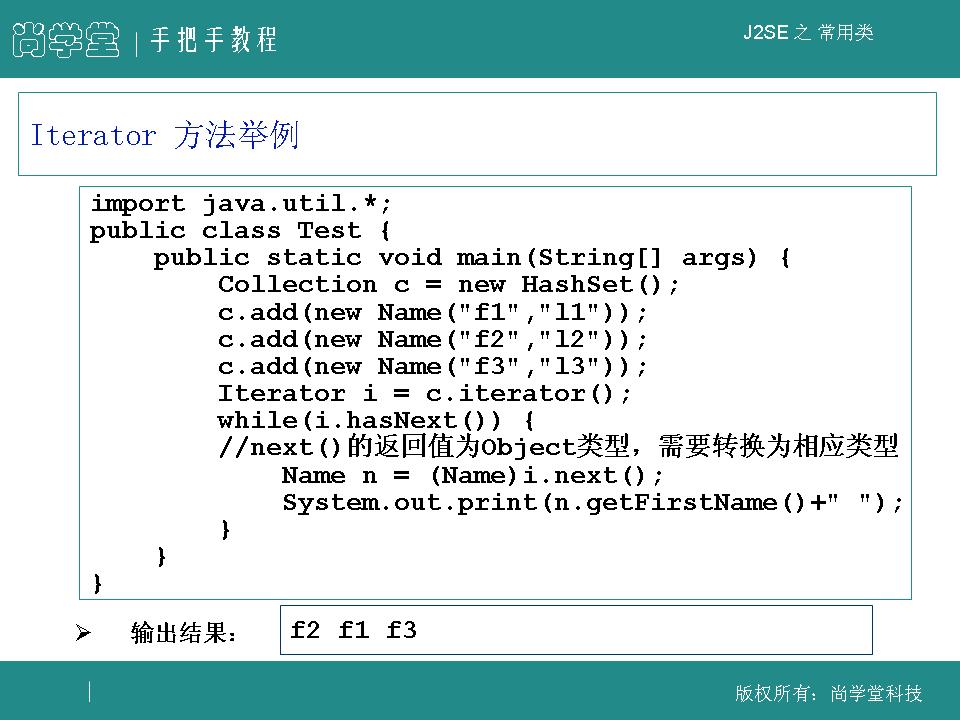 尚学堂 | 手把手教程
J2SE 之 常用类
Iterator 方法举例
import java.util.*;
public class Test {
    public static void main(String[] args) {
        Collection c = new HashSet();
        c.add(new Name("f1","l1"));
        c.add(new Name("f2","l2"));
        c.add(new Name("f3","l3"));
        Iterator i = c.iterator();
        while(i.hasNext()) {
        //next()的返回值为Object类型，需要转换为相应类型
            Name n = (Name)i.next();
            System.out.print(n.getFirstName()+" ");
        }
    }
}
➢ 输出结果：
f2 f1 f3
版权所有：尚学堂科技